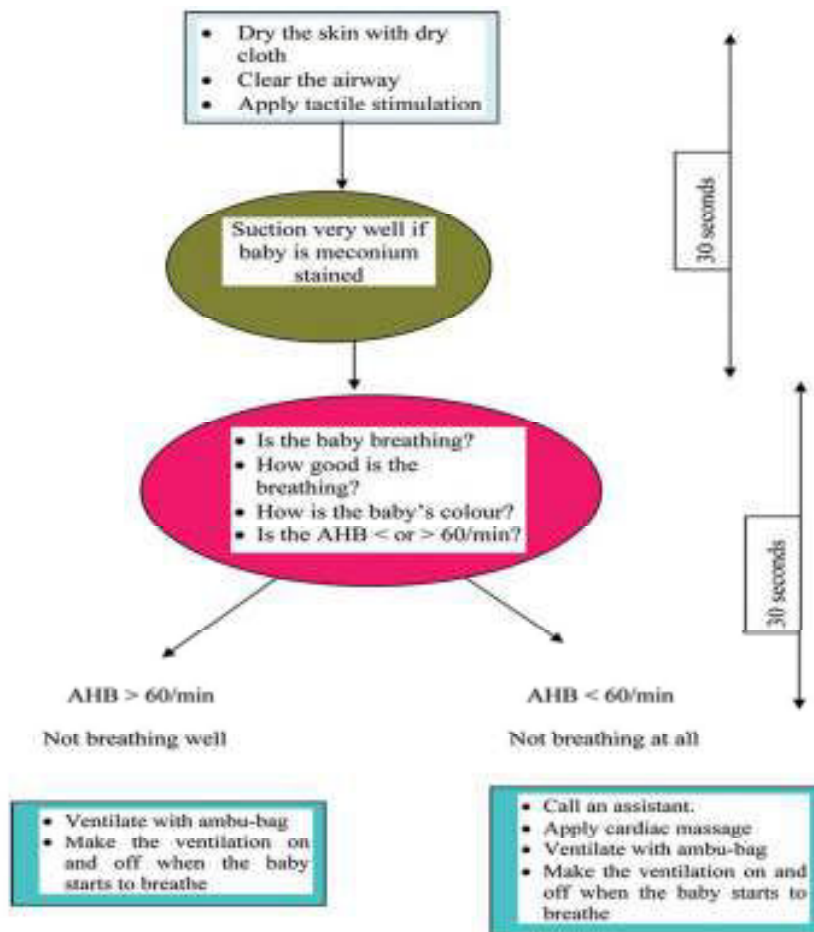 • Dry the skin with dry
cloth
• Clear the airway
• Apply tactile stimulation
30 seconds
Suction very well if
baby is meconium
stained
• Is the baby breathing?
• How good is the
breathing?
• How is the baby's colour?
• Is the AHB < or > 60/min?
30 seconds
AHB > 60/min
Not breathing well
AHB < 60/min
Not breathing at all
• Ventilate with ambu-bag
• Make the ventilation on
and off when the baby
starts to breathe
• Call an assistant.
• Apply cardiac massage
• Ventilate with ambu-bag
• Make the ventilation on and
off when the baby starts to
breathe